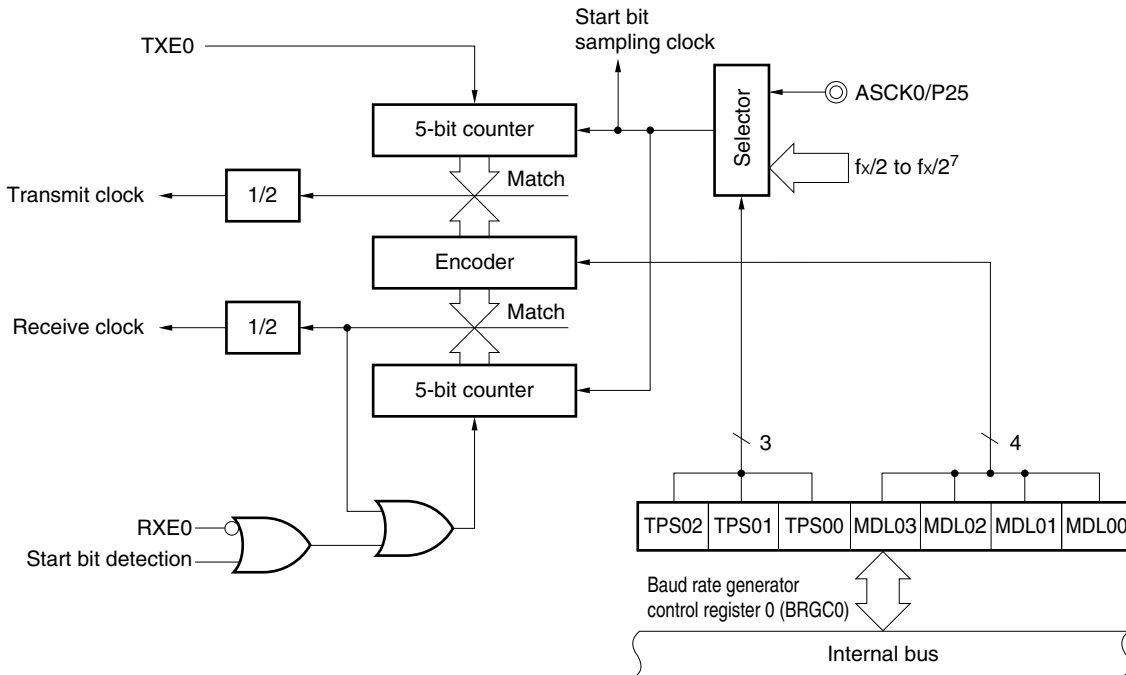 Start bit
sampling clock
TXE0
ASCK0/P25
Selector
5-bit counter
fx/2 to fx/2⁷
Match
Transmit clock
1/2
Encoder
Match
Receive clock
1/2
5-bit counter
3
4
RXE0
Start bit detection
TPS02 TPS01 TPS00 MDL03 MDL02 MDL01 MDL00
Baud rate generator
control register 0 (BRGC0)
Internal bus